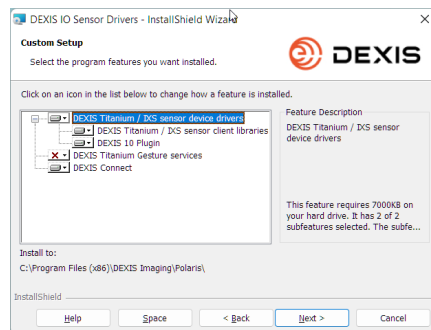 DEXIS IO Sensor Drivers - InstallShield Wizard
Custom Setup
Select the program features you want installed.
DEXIS
Click on an icon in the list below to change how a feature is installed.
DEXIS Titanium / IXS sensor device drivers
DEXIS Titanium / IXS sensor client libraries
DEXIS 10 Plugin
DEXIS Titanium Gesture services
DEXIS Connect
Feature Description
DEXIS Titanium / IXS sensor
device drivers
This feature requires 7000KB on
your hard drive. It has 2 of 2
subfeatures selected. The subfe...
Install to:
C:\Program Files (x86)\DEXIS Imaging\Polaris\
InstallShield
Help
Space
< Back
Next >
Cancel